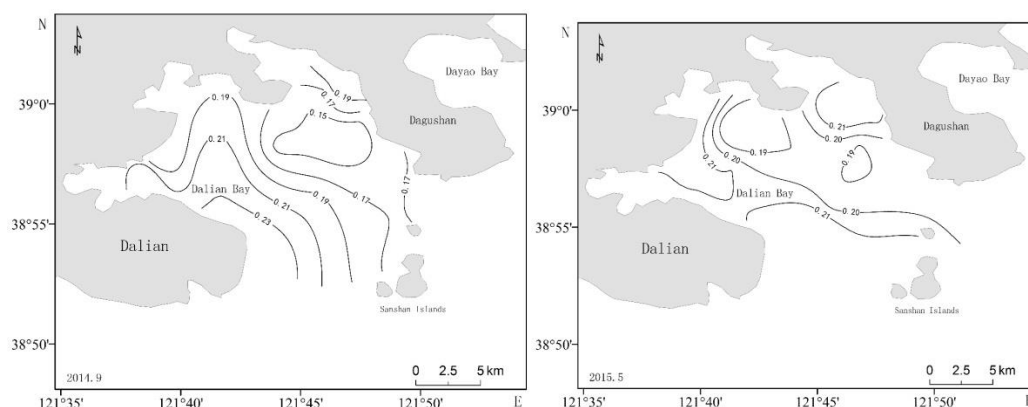 N
N
Dayao Bay
39°0'
0.19
0.19
0.17
0.15
Dagushan
0.21
0.17
Dalian Bay
0.17
0.19
0.21
38°55'
0.23
Dalian
Sanshan Islands
38°50'
0 2.5 5 km
2014.9
121°35' 121°40' 121°45' 121°50' E
N
N
Dayao Bay
39°0'
0.21
0.20
Dagushan
0.19
0.20
0.19
0.21
Dalian Bay
0.20
0.21
38°55'
Dalian
Sanshan Islands
38°50'
0 2.5 5 km
2015.5
121°35' 121°40' 121°45' 121°50'